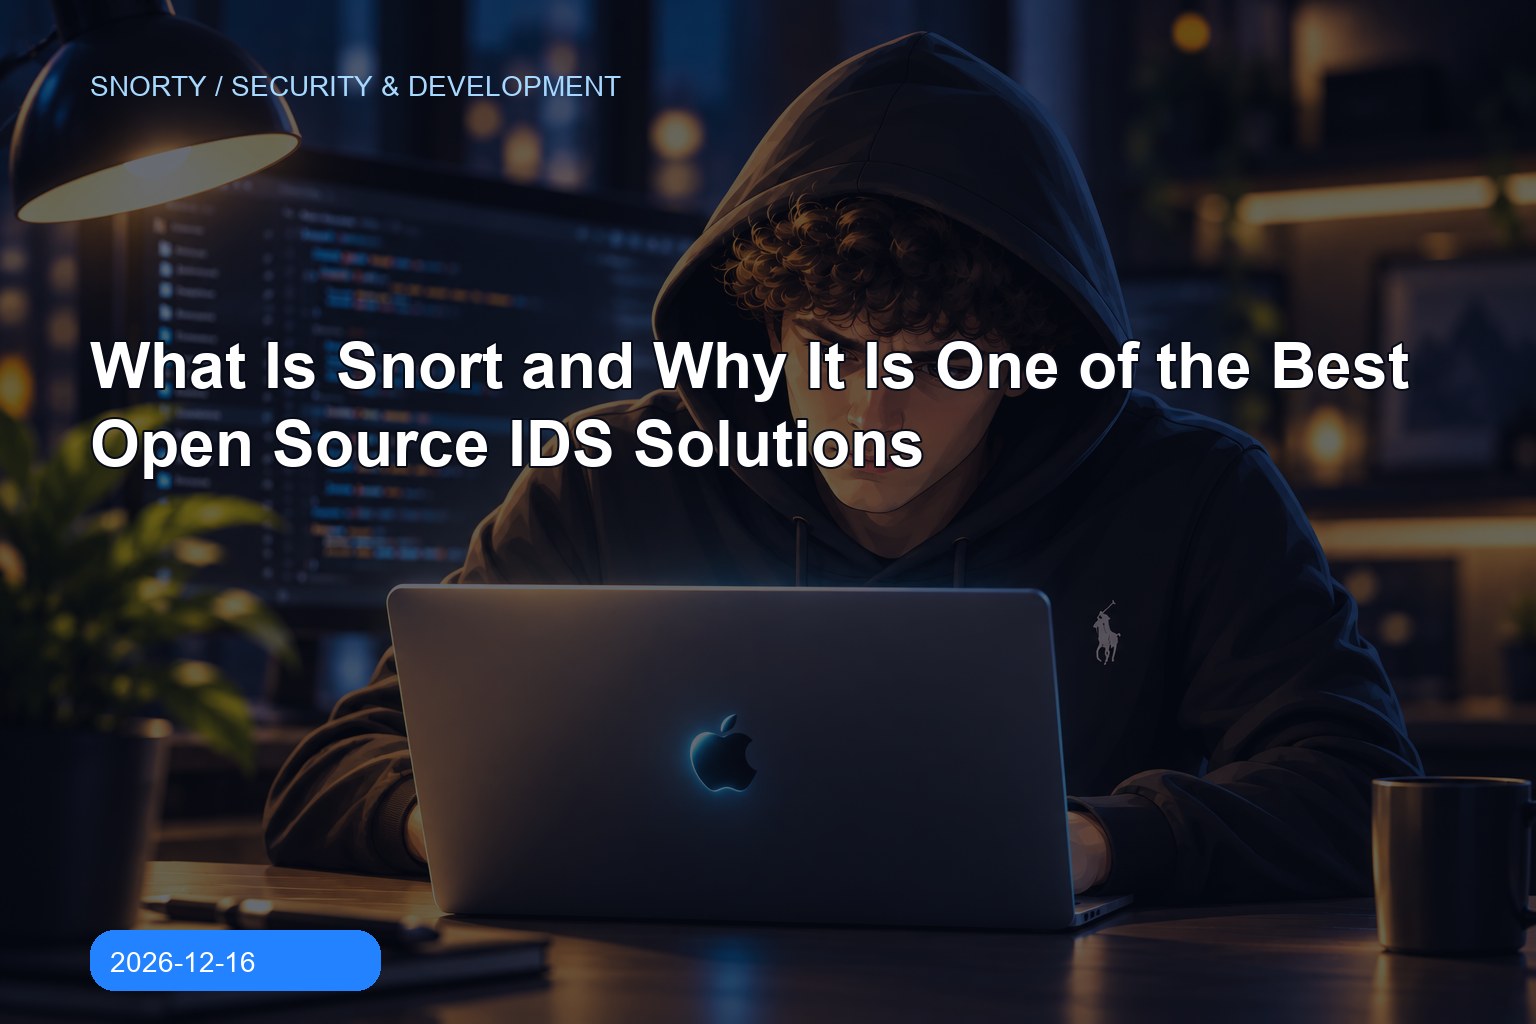 SNORTY / SECURITY & DEVELOPMENT
What Is Snort and Why It Is One of the Best
Open Source IDS Solutions
2026-12-16